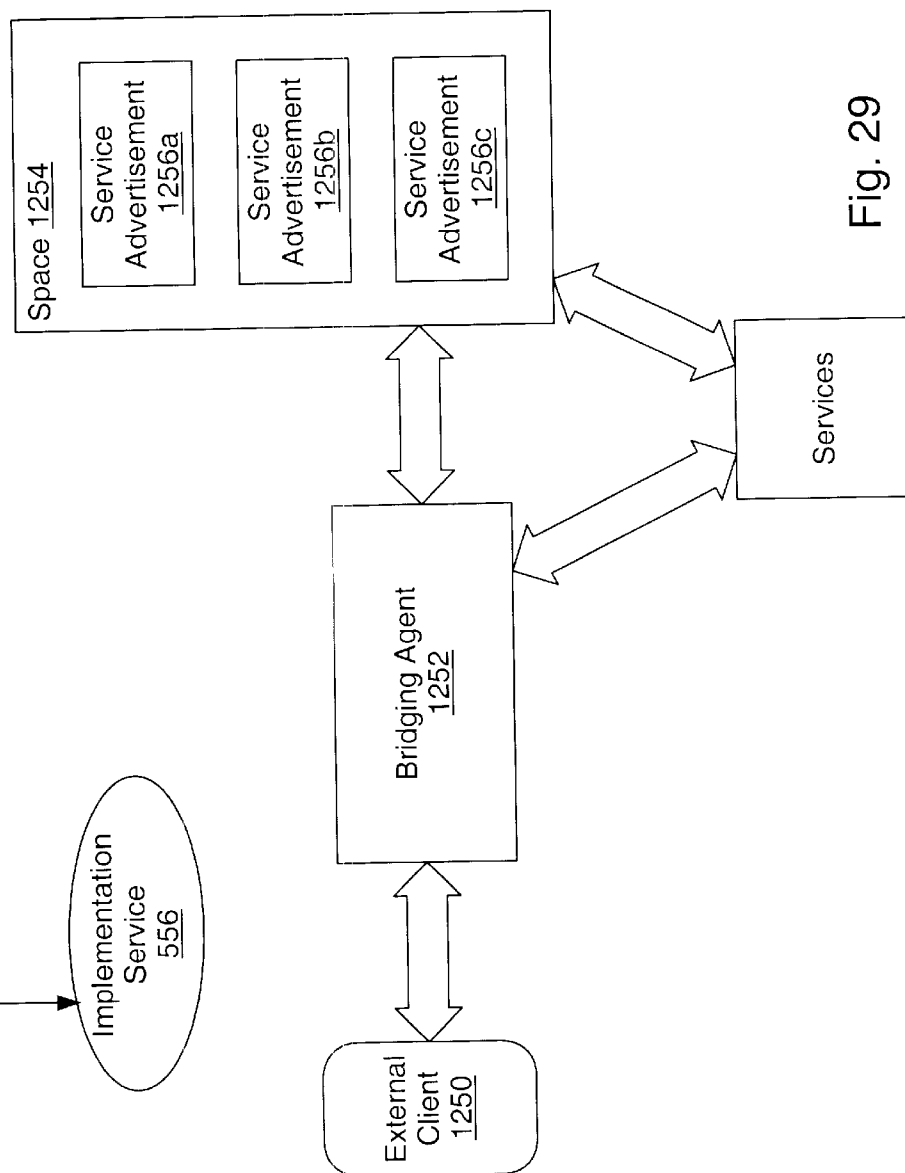 Implementation
Service
556
External
Client
1250
Bridging Agent
1252
Space 1254
Service
Advertisement
1256a
Service
Advertisement
1256b
Service
Advertisement
1256c
Services
Fig. 29